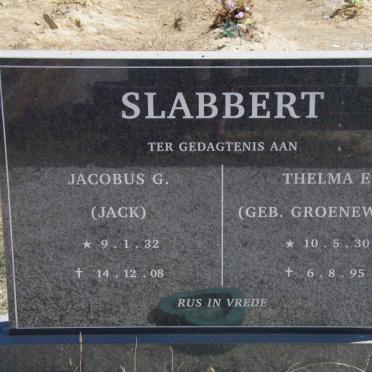 SLABBERT
TER GEDAGTENIS AAN
JACOBUS G.
(JACK)
★ 9.1.32
✝ 14.12.08
THELMA E
(GEB. GROENEW
★ 10.5.30
✝ 6.8.95
RUS IN VREDE